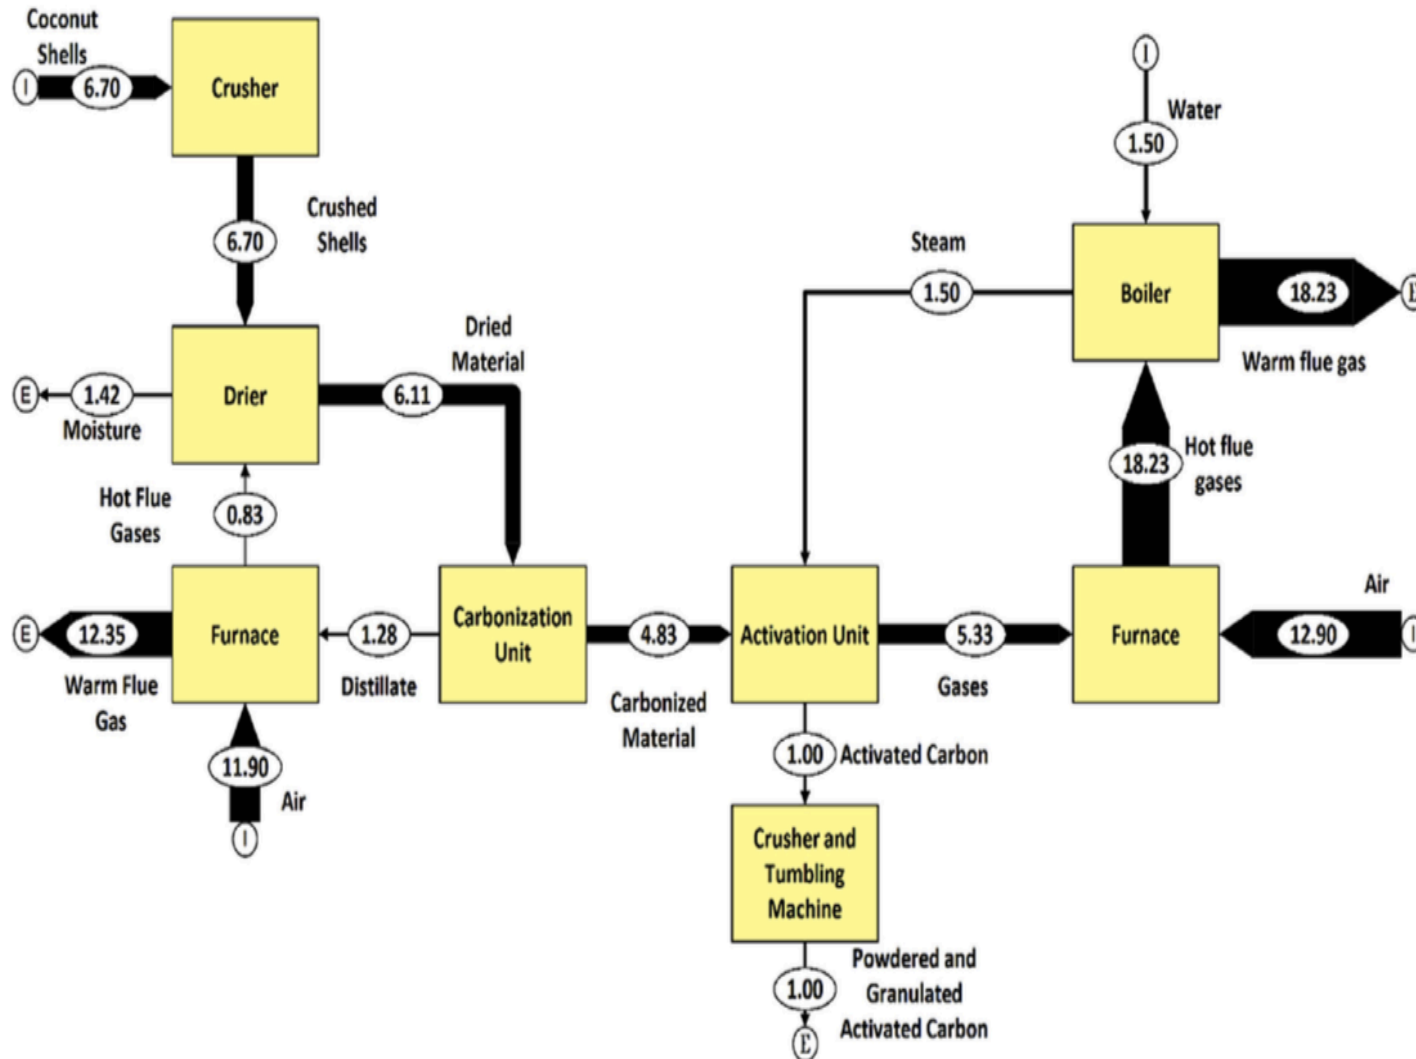 Coconut
Shells
I
6.70
Crusher
6.70
Crushed
Shells
I
Water
1.50
Steam
1.50
Boiler
18.23
E
Warm flue gas
Dried
Material
E
1.42
Moisture
Drier
6.11
Hot Flue
Gases
0.83
18.23
Hot flue
gases
E
12.35
Warm Flue
Gas
Furnace
1.28
Distillate
Carbonization
Unit
4.83
Carbonized
Material
Activation Unit
5.33
Gases
Furnace
Air
12.90
I
11.90
Air
I
1.00
Activated Carbon
Crusher and
Tumbling
Machine
1.00
Powdered and
Granulated
Activated Carbon
E